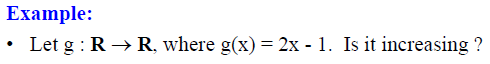 Example:
• Let g : R → R, where g(x) = 2x - 1.  Is it increasing ?